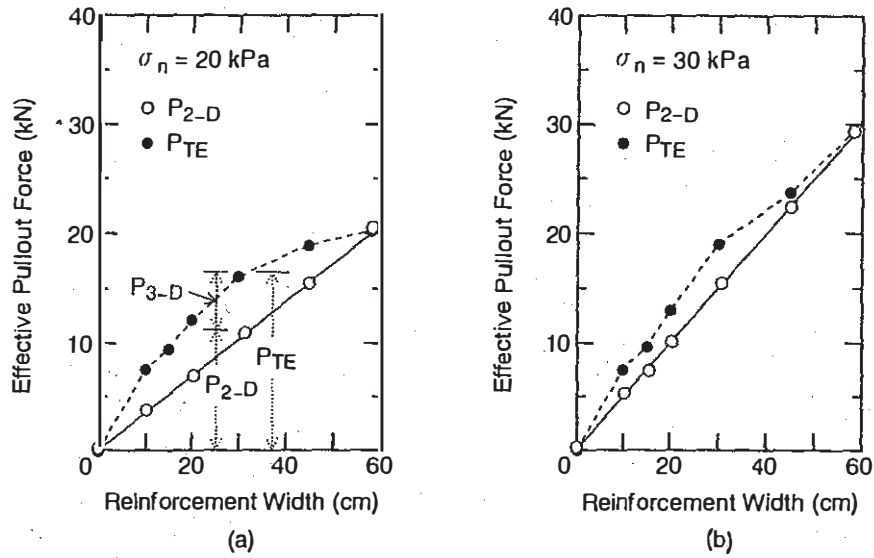 Effective Pullout Force (kN)
40
30
20
10
0
σn = 20 kPa
P2–D
PTE
P3–D
P2–D
PTE
0
20
40
60
Reinforcement Width (cm)
(a)
Effective Pullout Force (kN)
40
30
20
10
0
σn = 30 kPa
P2–D
PTE
20
40
60
Reinforcement Width (cm)
(b)